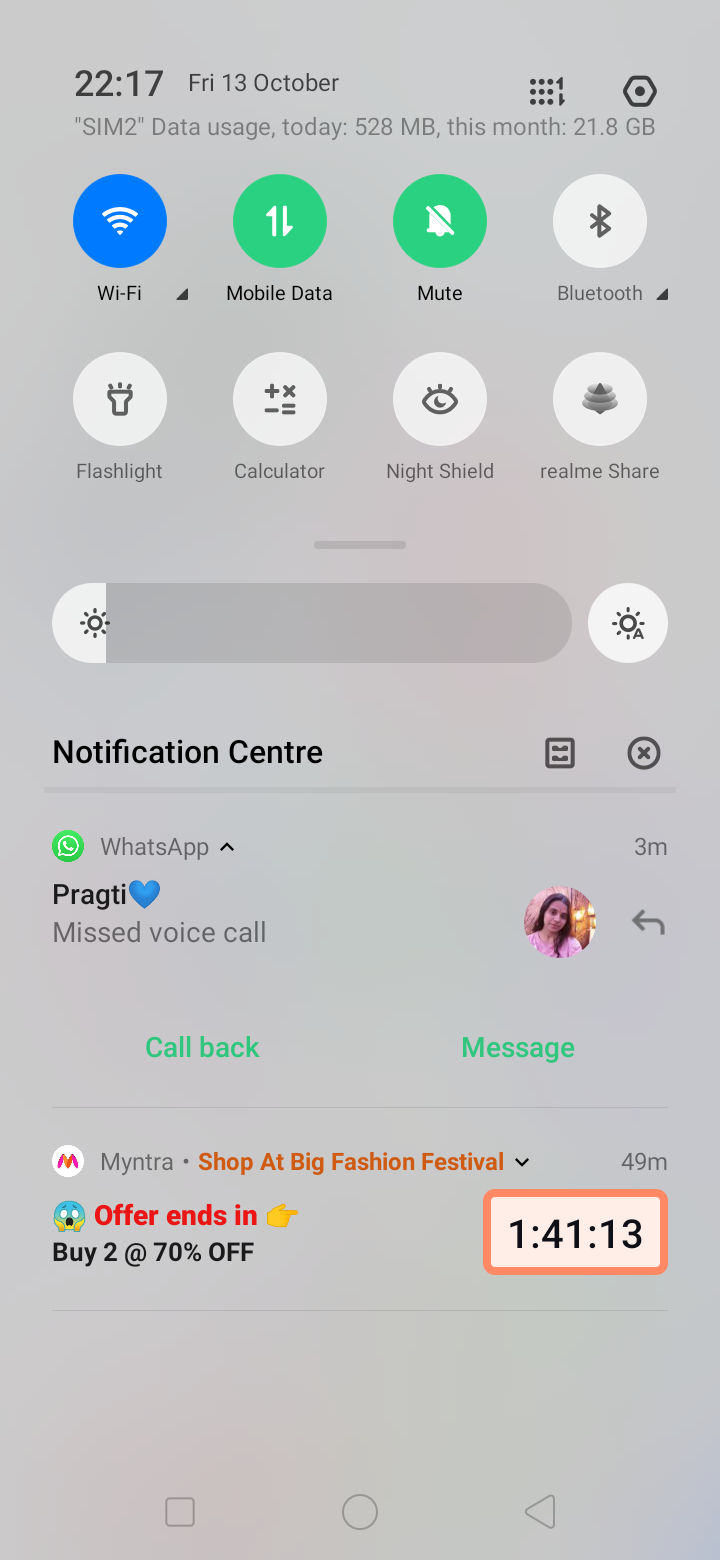 22:17 Fri 13 October
"SIM2" Data usage, today: 528 MB, this month: 21.8 GB
Wi-Fi Mobile Data Mute Bluetooth
Flashlight Calculator Night Shield realme Share
Notification Centre
WhatsApp 3m
Pragti💙
Missed voice call
Call back Message
Myntra • Shop At Big Fashion Festival 49m
😱 Offer ends in 👉
Buy 2 @ 70% OFF
1:41:13